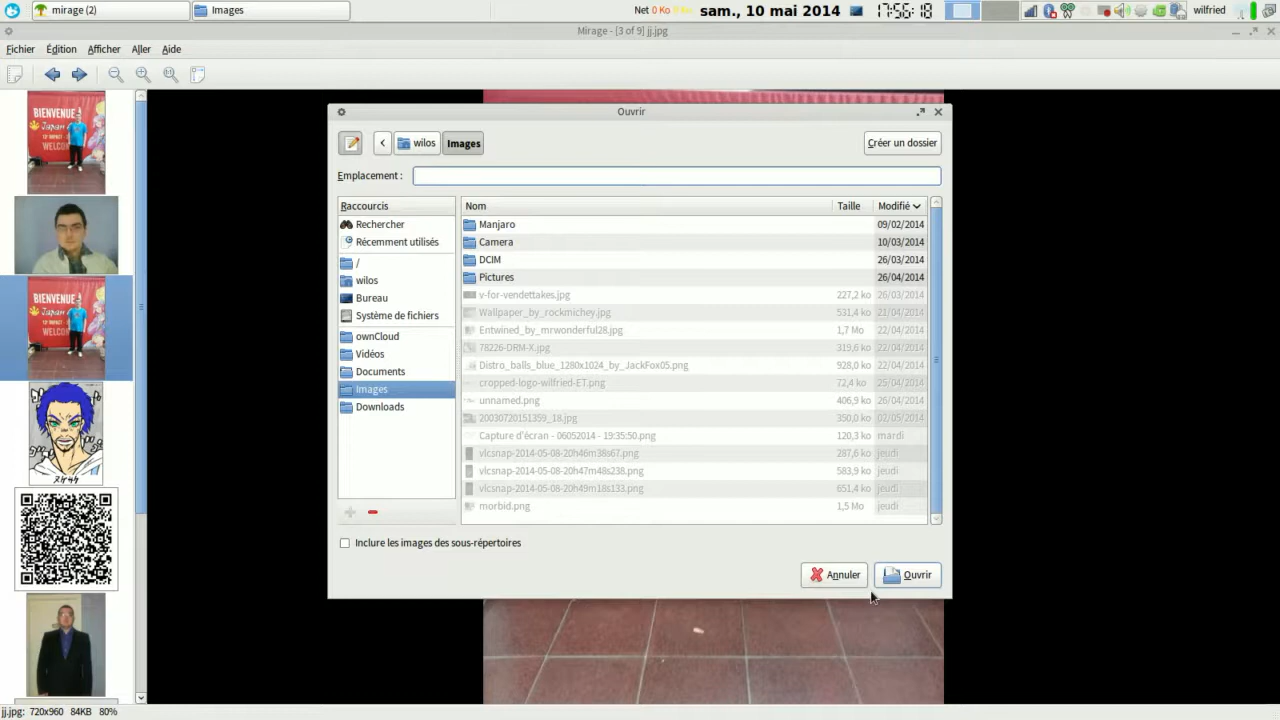 mirage (2)
Images
Net 0 Ko 0 Ko
sam., 10 mai 2014
17:56:18
wilfried
Mirage - [3 of 9] jj.jpg
Fichier Édition Afficher Aller Aide
BIENVENUE
Japan
WELCO
BIENVENUE
Japan
WELCO
Ouvrir
wilos
Images
Créer un dossier
Emplacement :
Raccourcis
Rechercher
Récemment utilisés
/
wilos
Bureau
Système de fichiers
ownCloud
Vidéos
Documents
Images
Downloads
Nom Taille Modifié
Manjaro 09/02/2014
Camera 10/03/2014
DCIM 26/03/2014
Pictures 26/04/2014
v-for-vendettakes.jpg 227,2 ko 26/03/2014
Wallpaper_by_rockmichey.jpg 531,4 ko 21/04/2014
Entwined_by_mrwonderful28.jpg 1,7 Mo 22/04/2014
78226-DRM-X.jpg 319,6 ko 22/04/2014
Distro_balls_blue_1280x1024_by_JackFox05.png 928,0 ko 22/04/2014
cropped-logo-wilfried-ET.png 72,4 ko 25/04/2014
unnamed.png 406,9 ko 26/04/2014
20030720151359_18.jpg 350,0 ko 02/05/2014
Capture d'écran - 06052014 - 19:35:50.png 120,3 ko mardi
vlcsnap-2014-05-08-20h46m38s67.png 287,6 ko jeudi
vlcsnap-2014-05-08-20h47m48s238.png 583,9 ko jeudi
vlcsnap-2014-05-08-20h49m18s133.png 651,4 ko jeudi
morbid.png 1,5 Mo jeudi
Inclure les images des sous-répertoires
Annuler
Ouvrir
jj.jpg: 720x960 84KB 80%